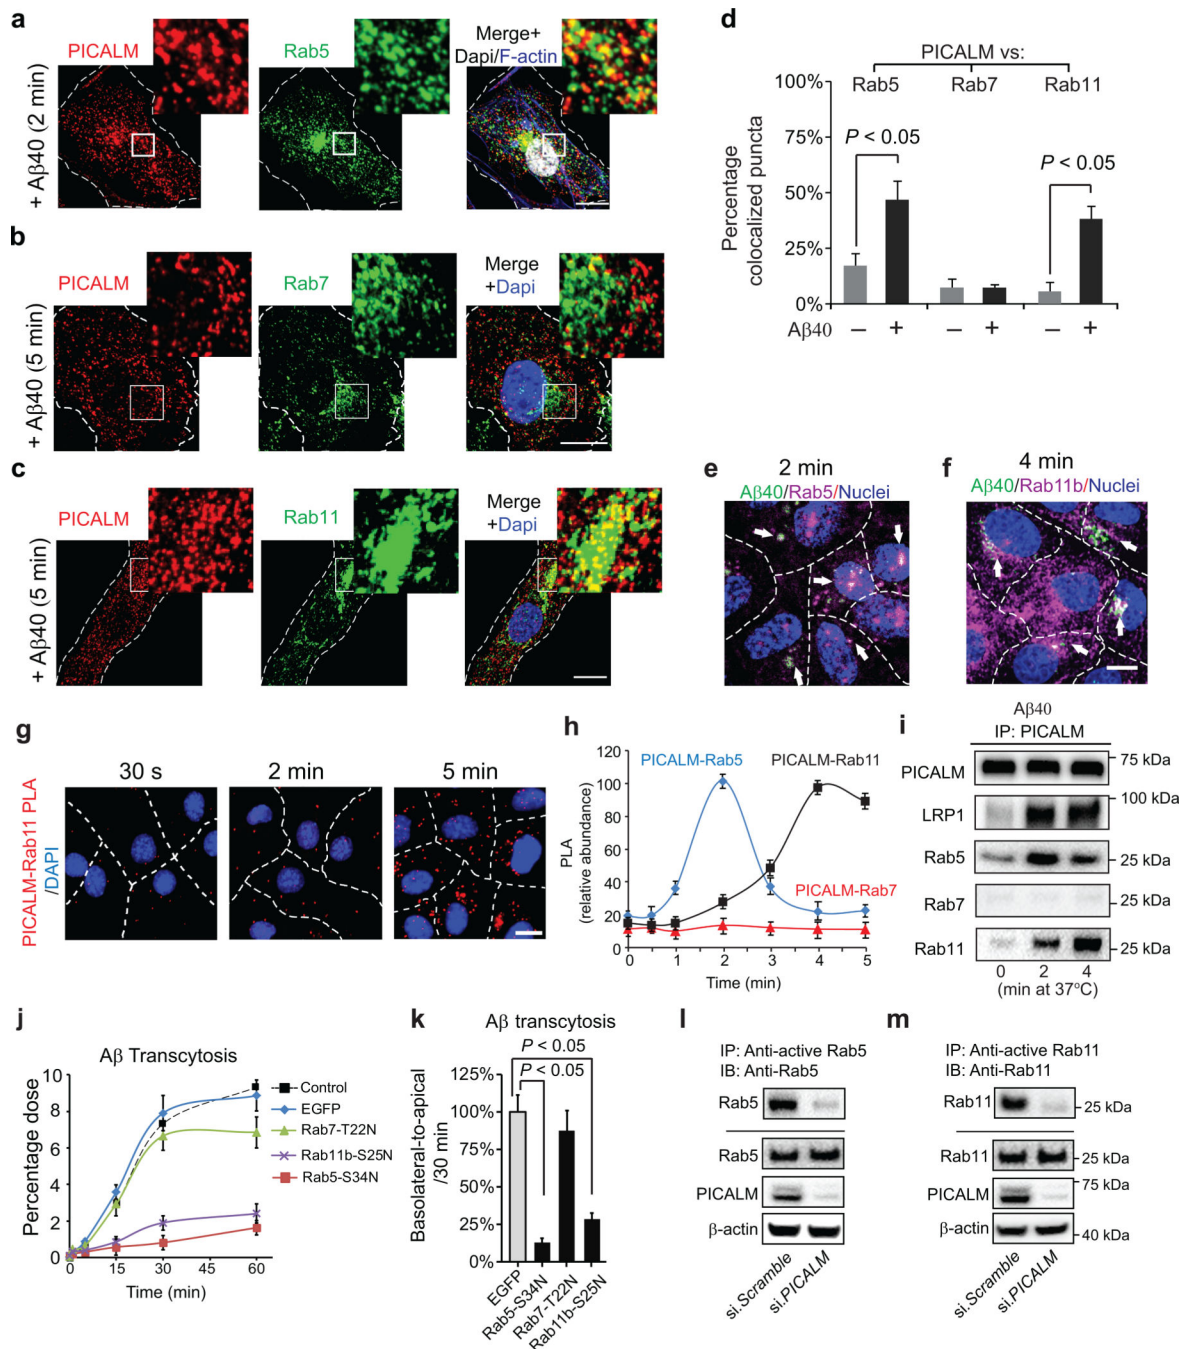 a
+ Aβ40 (2 min)
PICALM
Rab5
Merge+
Dapi/F-actin
b
+ Aβ40 (5 min)
PICALM
Rab7
Merge
+Dapi
c
+ Aβ40 (5 min)
PICALM
Rab11
Merge
+Dapi
d
PICALM vs:
Rab5 Rab7 Rab11
Percentage
colocalized puncta
100%
75%
50%
25%
0%
P < 0.05
P < 0.05
Aβ40 – + – + – +
e
2 min
Aβ40/Rab5/Nuclei
f
4 min
Aβ40/Rab11b/Nuclei
g
PICALM-Rab11 PLA
/DAPI
30 s
2 min
5 min
h
PLA
(relative abundance)
120
100
80
60
40
20
0
PICALM-Rab5
PICALM-Rab11
PICALM-Rab7
0 1 2 3 4 5
Time (min)
i
Aβ40
IP: PICALM
PICALM 75 kDa
LRP1 100 kDa
Rab5 25 kDa
Rab7 25 kDa
Rab11 25 kDa
0 2 4
(min at 37°C)
j
Aβ Transcytosis
Percentage dose
10
8
6
4
2
0
0 15 30 45 60
Time (min)
Control
EGFP
Rab7-T22N
Rab11b-S25N
Rab5-S34N
k
Aβ transcytosis
P < 0.05
P < 0.05
Basolateral-to-apical
/30 min
125%
100%
75%
50%
25%
0%
EGFP
Rab5-S34N
Rab7-T22N
Rab11b-S25N
l
IP: Anti-active Rab5
IB: Anti-Rab5
Rab5
Rab5
PICALM
β-actin
si.Scramble
si.PICALM
m
IP: Anti-active Rab11
IB: Anti-Rab11
Rab11 25 kDa
Rab11 25 kDa
PICALM 75 kDa
β-actin 40 kDa
si.Scramble
si.PICALM